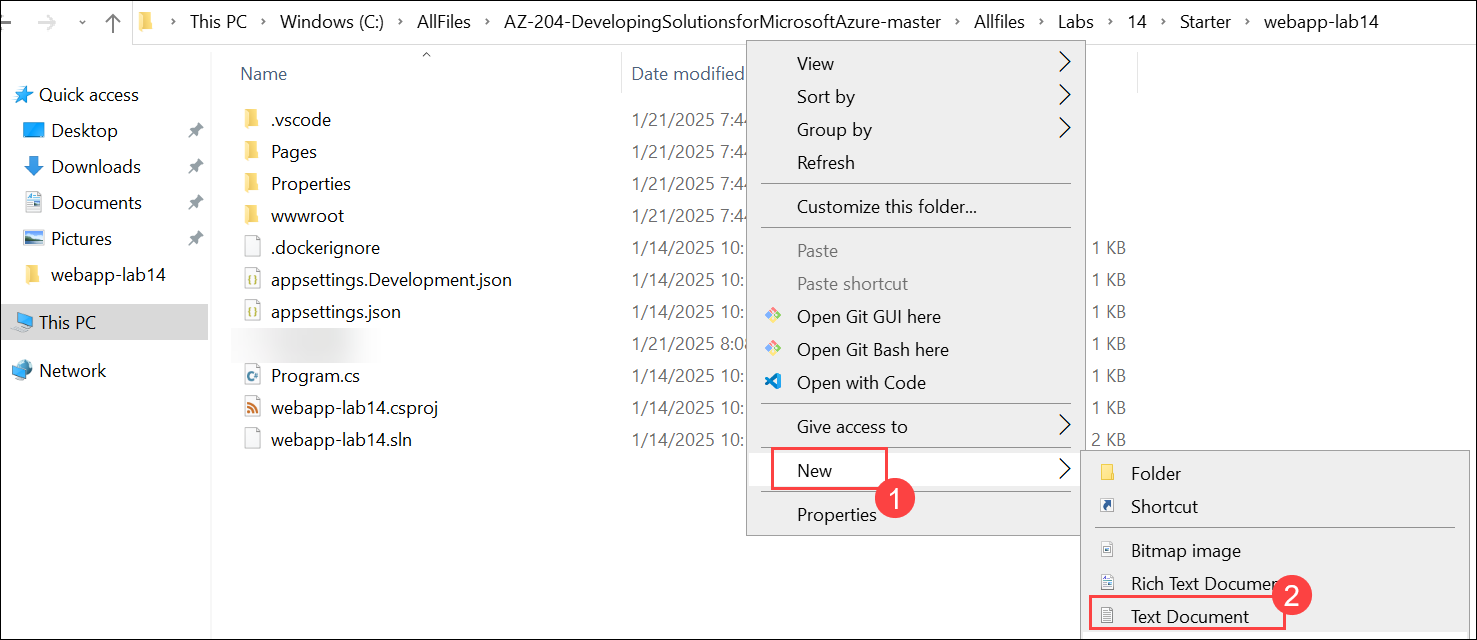 This PC > Windows (C:) > AllFiles > AZ-204-DevelopingSolutionsforMicrosoftAzure-master > Allfiles > Labs > 14 > Starter > webapp-lab14
Name
Date modified
Quick access
Desktop
Downloads
Documents
Pictures
webapp-lab14
This PC
Network
.vscode 1/21/2025 7:44
Pages 1/21/2025 7:44
Properties 1/21/2025 7:44
wwwroot 1/21/2025 7:44
.dockerignore 1/14/2025 10: 1 KB
appsettings.Development.json 1/14/2025 10: 1 KB
appsettings.json 1/14/2025 10: 1 KB
1/21/2025 8:08 1 KB
Program.cs 1/14/2025 10: 1 KB
webapp-lab14.csproj 1/14/2025 10: 1 KB
webapp-lab14.sln 1/14/2025 10: 2 KB
View
Sort by
Group by
Refresh
Customize this folder...
Paste
Paste shortcut
Open Git GUI here
Open Git Bash here
Open with Code
Give access to
New
1
Properties
Folder
Shortcut
Bitmap image
Rich Text Documen
2
Text Document